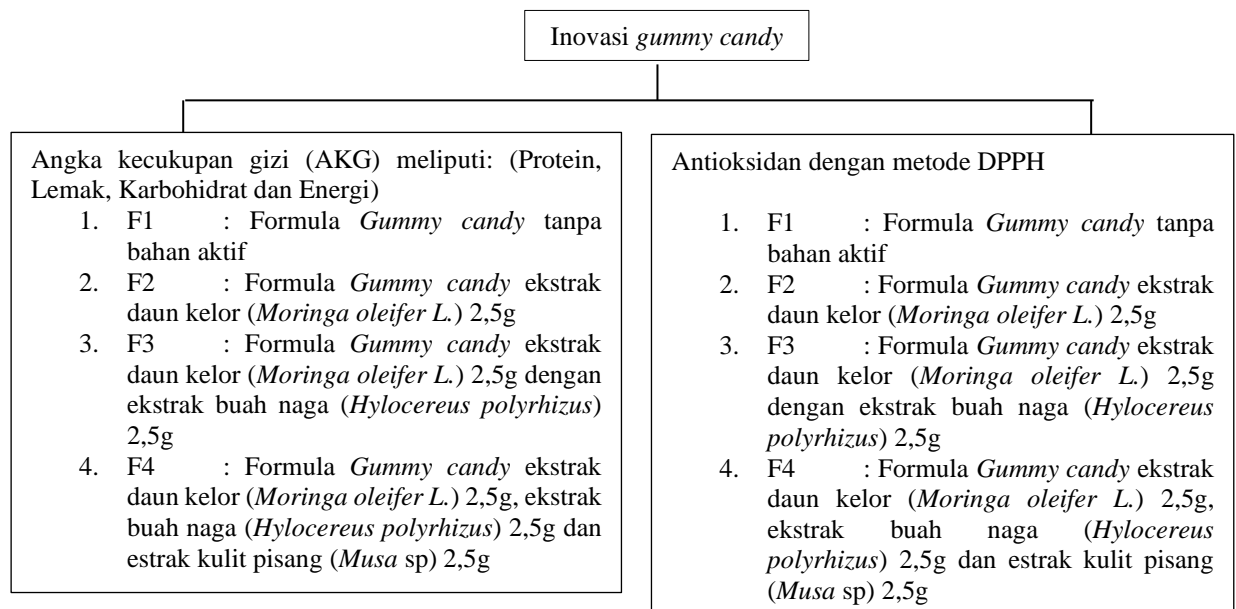 Inovasi gummy candy
Angka kecukupan gizi (AKG) meliputi: (Protein,
Lemak, Karbohidrat dan Energi)
1. F1 : Formula Gummy candy tanpa
bahan aktif
2. F2 : Formula Gummy candy ekstrak
daun kelor (Moringa oleifer L.) 2,5g
3. F3 : Formula Gummy candy ekstrak
daun kelor (Moringa oleifer L.) 2,5g dengan
ekstrak buah naga (Hylocereus polyrhizus)
2,5g
4. F4 : Formula Gummy candy ekstrak
daun kelor (Moringa oleifer L.) 2,5g, ekstrak
buah naga (Hylocereus polyrhizus) 2,5g dan
estrak kulit pisang (Musa sp) 2,5g
Antioksidan dengan metode DPPH
1. F1 : Formula Gummy candy tanpa
bahan aktif
2. F2 : Formula Gummy candy ekstrak
daun kelor (Moringa oleifer L.) 2,5g
3. F3 : Formula Gummy candy ekstrak
daun kelor (Moringa oleifer L.) 2,5g
dengan ekstrak buah naga (Hylocereus
polyrhizus) 2,5g
4. F4 : Formula Gummy candy ekstrak
daun kelor (Moringa oleifer L.) 2,5g,
ekstrak buah naga (Hylocereus
polyrhizus) 2,5g dan estrak kulit pisang
(Musa sp) 2,5g